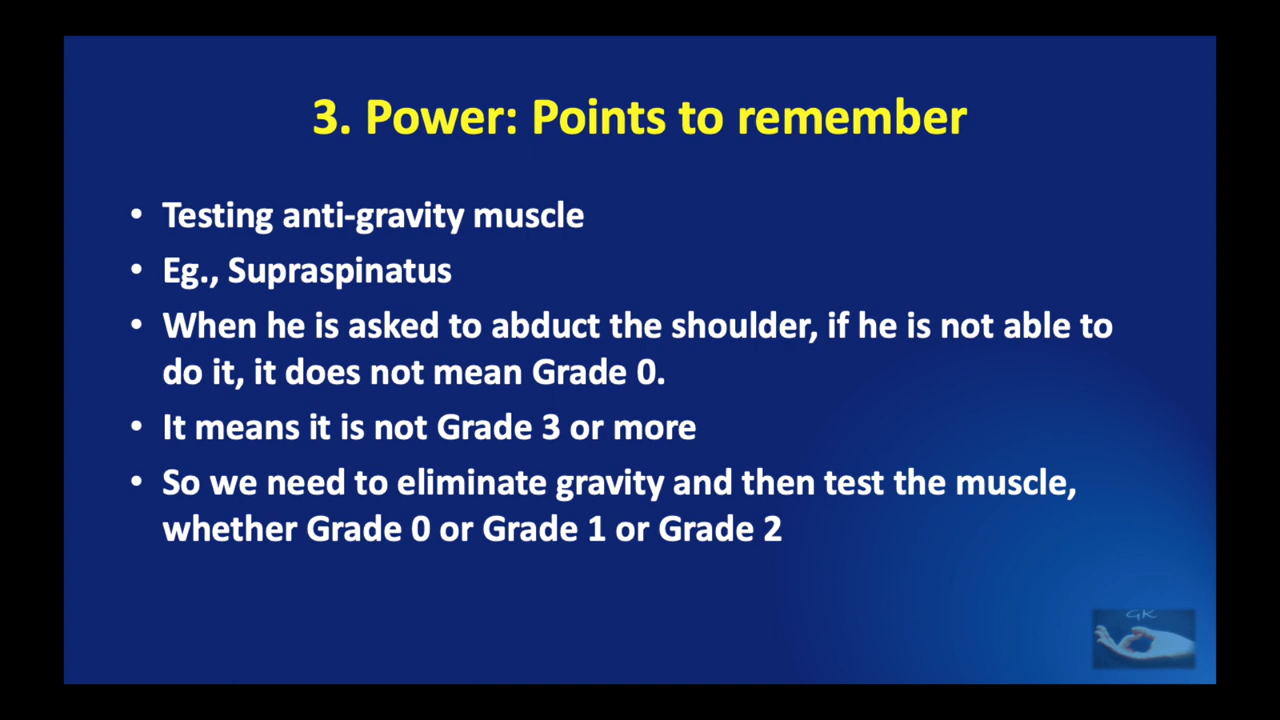 3. Power: Points to remember
• Testing anti-gravity muscle
• Eg., Supraspinatus
• When he is asked to abduct the shoulder, if he is not able to
do it, it does not mean Grade 0.
• It means it is not Grade 3 or more
• So we need to eliminate gravity and then test the muscle,
whether Grade 0 or Grade 1 or Grade 2
GK